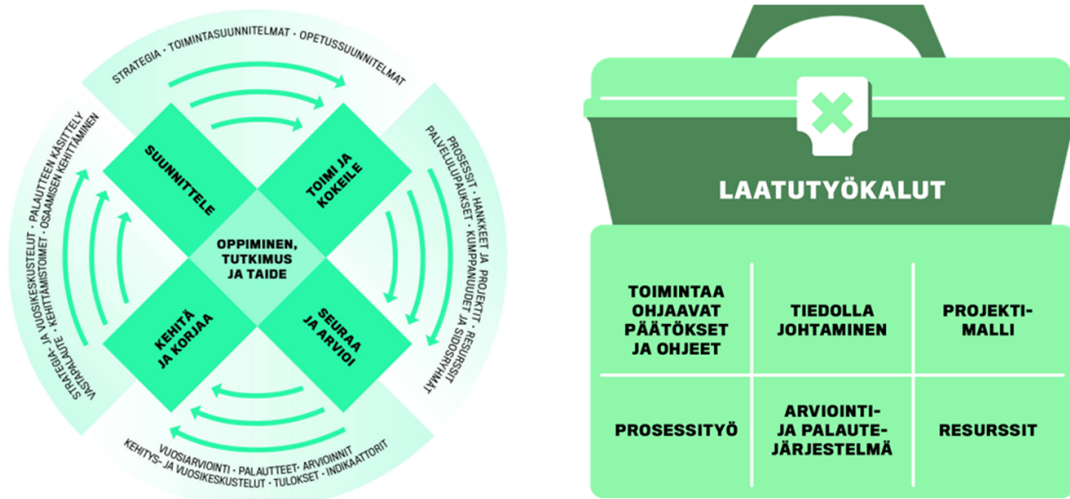 STRATEGIA · TOIMINTASUUNNITELMAT · OPETUSSUUNNITELMAT
SUUNNITTELE
TOIMI JA
KOKEILE
PROSESSIT · HANKKEET JA PROJEKTIT · RESURSSIT
PALVELULUPAUKSET · KUMPPANUUDET JA SIDOSRYHMÄT
OPPIMINEN,
TUTKIMUS
JA TAIDE
SEURAA
JA ARVIOI
VUOSIARVIOINTI · PALAUTTEET · ARVIOINNIT
KEHITYS- JA VUOSIKESKUSTELUT · TULOKSET · INDIKAATTORIT
KEHITÄ
JA KORJAA
STRATEGIA- JA VUOSIKESKUSTELUT · PALAUTTEEN KÄSITTELY
VASTAPALAUTE · KEHITTÄMISTOIMET · OSAAMISEN KEHITTÄMINEN
LAATUTYÖKALUT
TOIMINTAA
OHJAAVAT
PÄÄTÖKSET
JA OHJEET
TIEDOLLA
JOHTAMINEN
PROJEKTI-
MALLI
PROSESSITYÖ
ARVIOINTI-
JA PALAUTE-
JÄRJESTELMÄ
RESURSSIT